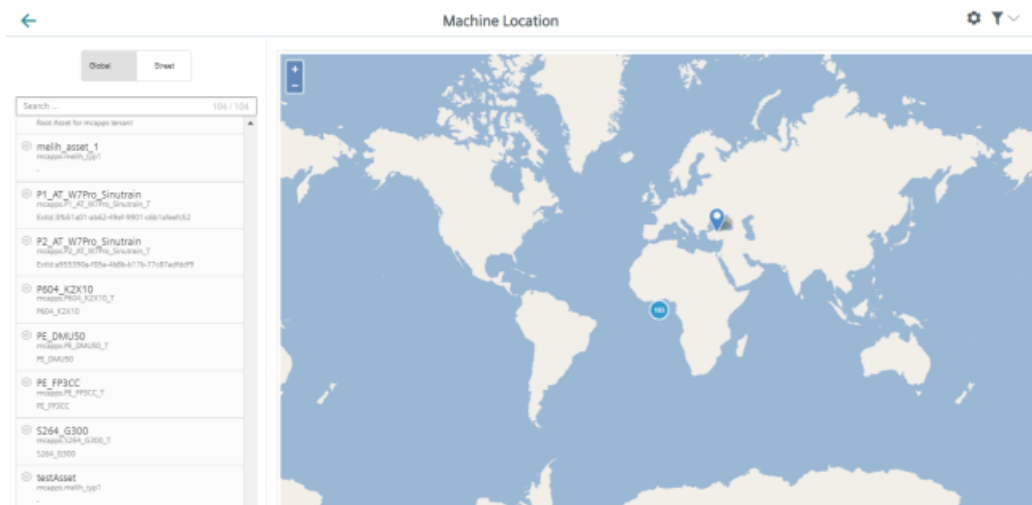 Machine Location
Global
Street
Search ...
104 / 104
Root Asset for mcapps tenant
melih_asset_1
mcapps.melih_typ1
-
P1_AT_W7Pro_Sinutrain
mcapps.P1_AT_W7Pro_Sinutrain_T
P2_AT_W7Pro_Sinutrain
mcapps.P2_AT_W7Pro_Sinutrain_T
P604_K2X10
mcapps.P604_K2X10_T
P604_K2X10
PE_DMU50
mcapps.PE_DMU50_T
PE_DMU50
PE_FP3CC
mcapps.PE_FP3CC_T
PE_FP3CC
S264_G300
mcapps.S264_G300_T
S264_G300
testAsset
mcapps.melih_typ1
-
+
−